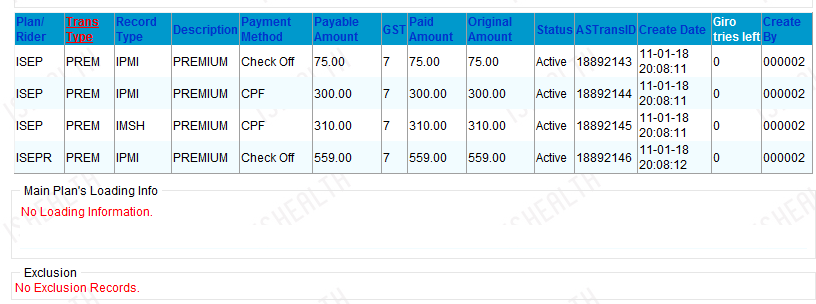 Plan/ Rider Trans Type Record Type Description Payment Method Payable Amount GST Paid Amount Original Amount Status ASTransID Create Date Giro tries left Create By
ISEP PREM IPMI PREMIUM Check Off 75.00 7 75.00 75.00 Active 18892143 11-01-18 20:08:11 0 000002
ISEP PREM IPMI PREMIUM CPF 300.00 7 300.00 300.00 Active 18892144 11-01-18 20:08:11 0 000002
ISEP PREM IMSH PREMIUM CPF 310.00 7 310.00 310.00 Active 18892145 11-01-18 20:08:11 0 000002
ISEPR PREM IPMI PREMIUM Check Off 559.00 7 559.00 559.00 Active 18892146 11-01-18 20:08:12 0 000002
Main Plan's Loading Info
No Loading Information.
Exclusion
No Exclusion Records.